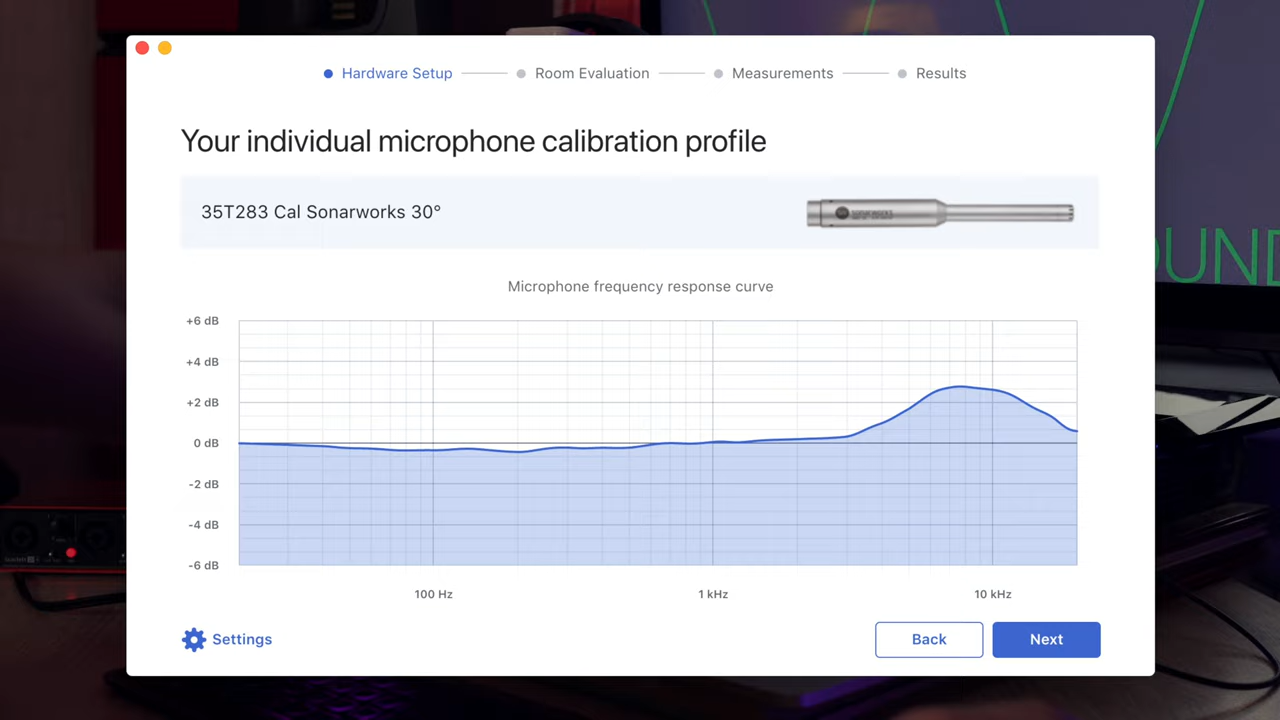 Hardware Setup
Room Evaluation
Measurements
Results
Your individual microphone calibration profile
35T283 Cal Sonarworks 30°
SONARWORKS
Microphone frequency response curve
+6 dB
+4 dB
+2 dB
0 dB
-2 dB
-4 dB
-6 dB
100 Hz
1 kHz
10 kHz
Settings
Back
Next